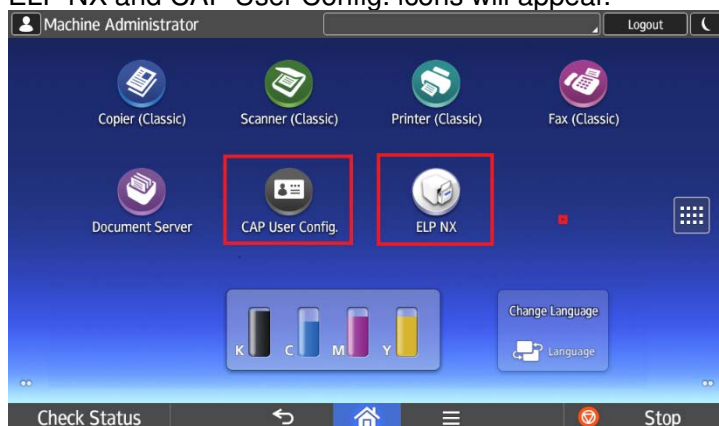 ELP NX and CAP User Config. icons will appear.
Machine Administrator
Logout
Copier (Classic)
Scanner (Classic)
Printer (Classic)
Fax (Classic)
Document Server
CAP User Config.
ELP NX
K C M Y
Change Language
Language
Check Status
Stop